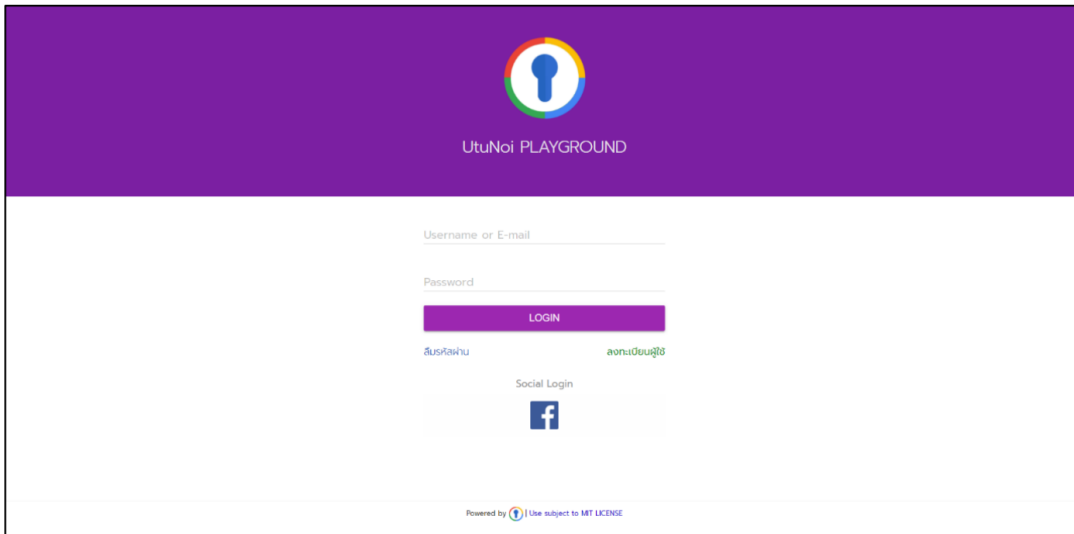 UtuNoi PLAYGROUND
Username or E-mail
Password
LOGIN
ลืมรหัสผ่าน ลงทะเบียนผู้ใช้
Social Login
Powered by | Use subject to MIT LICENSE